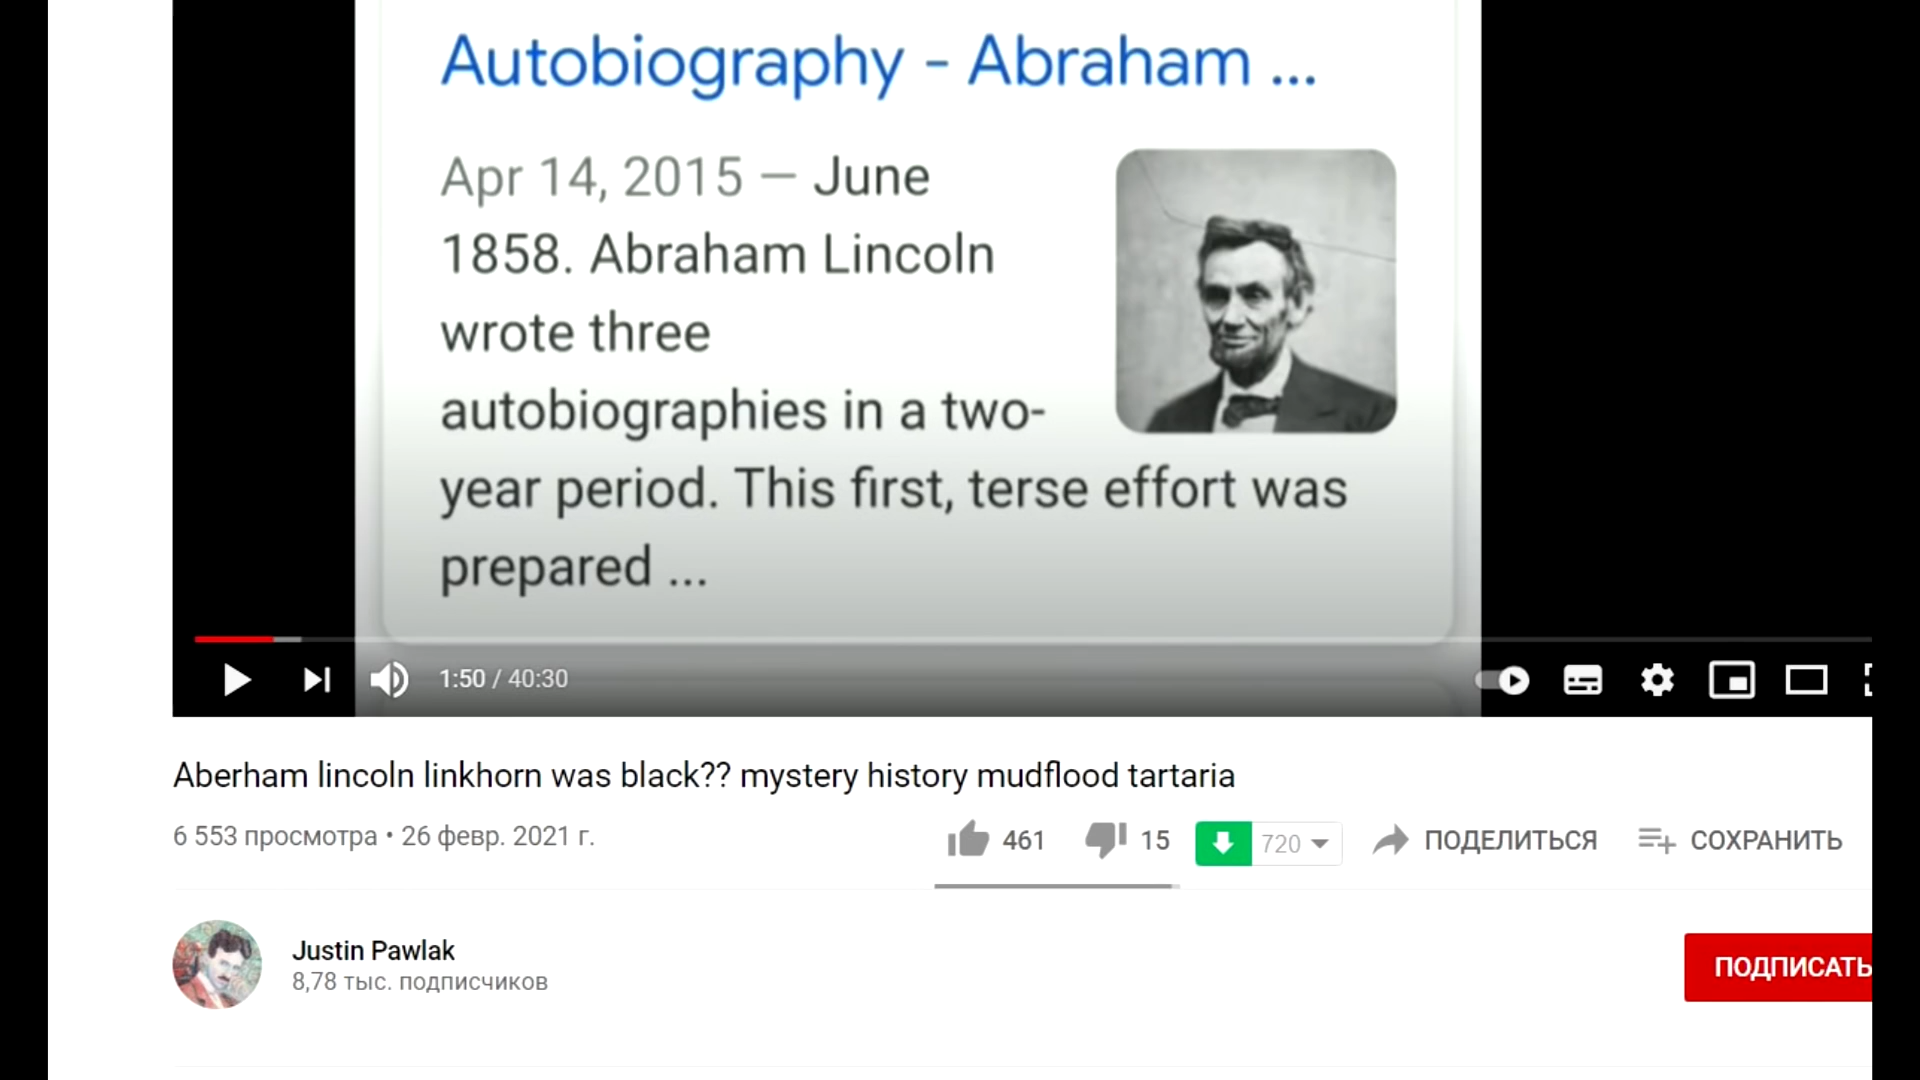 Autobiography - Abraham ...
Apr 14, 2015 — June
1858. Abraham Lincoln
wrote three
autobiographies in a two-
year period. This first, terse effort was
prepared ...
1:50 / 40:30
Aberham lincoln linkhorn was black?? mystery history mudflood tartaria
6 553 просмотра • 26 февр. 2021 г.
461 15 720 ПОДЕЛИТЬСЯ СОХРАНИТЬ
Justin Pawlak
8,78 тыс. подписчиков
ПОДПИСАТЬ